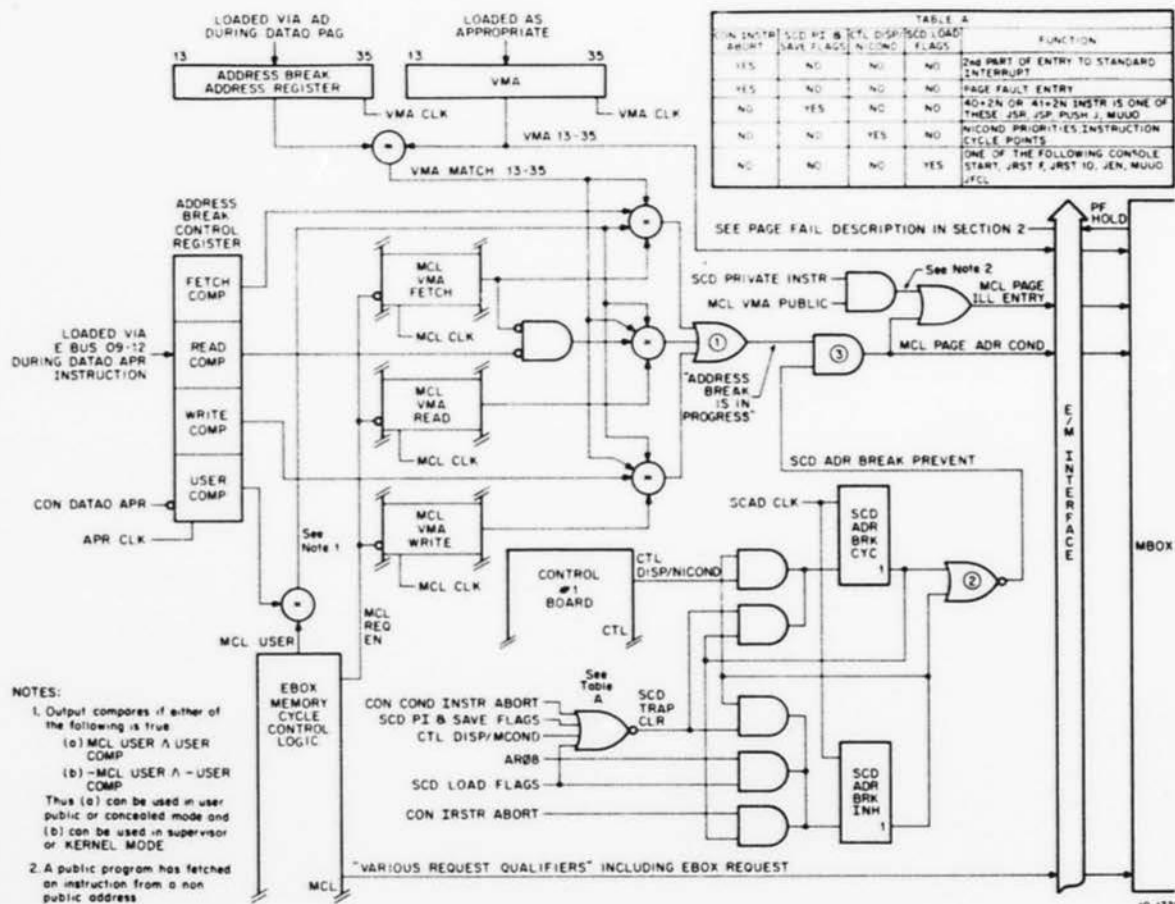 LOADED VIA AD
DURING DATAO PAG
LOADED AS
APPROPRIATE
13
35
13
35
ADDRESS BREAK
ADDRESS REGISTER
VMA
VMA CLK
VMA CLK
VMA 13-35
=
VMA MATCH 13-35
TABLE A
CON INSTR
ABORT
SCD PI &
SAVE FLAGS
CTL DISP/
NICOND
SCD LOAD
FLAGS
FUNCTION
YES NO NO NO 2nd PART OF ENTRY TO STANDARD
INTERRUPT
YES NO NO NO PAGE FAULT ENTRY
NO YES NO NO 40+2N OR 41+2N INSTR IS ONE OF
THESE: JSR, JSP, PUSH J, MUUO
NO NO YES NO NICOND PRIORITIES, INSTRUCTION
CYCLE POINTS
NO NO NO YES ONE OF THE FOLLOWING CONSOLE
START, JRST F, JRST 10, JEN, MUUO
JFCL
ADDRESS
BREAK
CONTROL
REGISTER
FETCH
COMP
READ
COMP
WRITE
COMP
USER
COMP
LOADED VIA
E BUS 09-12
DURING DATAO APR
INSTRUCTION
CON DATAO APR
APR CLK
MCL
VMA
FETCH
MCL CLK
MCL
VMA
READ
MCL CLK
MCL
VMA
WRITE
MCL CLK
=
=
=
1
"ADDRESS
BREAK
IS IN
PROGRESS"
3
SEE PAGE FAIL DESCRIPTION IN SECTION 2
PF
HOLD
SCD PRIVATE INSTR
MCL VMA PUBLIC
See Note 2
MCL PAGE
ILL ENTRY
MCL PAGE ADR COND
E/M INTERFACE
MBOX
SCD ADR BREAK PREVENT
See
Note 1
=
MCL USER
MCL
REQ
EN
EBOX
MEMORY
CYCLE
CONTROL
LOGIC
MCL
CONTROL
#1
BOARD
CTL
CTL
DISP/NICOND
SCAD CLK
SCD
ADR
BRK
CYC
1
2
See
Table
A
SCD
TRAP
CLR
CON COND INSTR ABORT
SCD PI & SAVE FLAGS
CTL DISP/MCOND
AR08
SCD LOAD FLAGS
CON IRSTR ABORT
SCD
ADR
BRK
INH
1
"VARIOUS REQUEST QUALIFIERS" INCLUDING EBOX REQUEST
NOTES:
1. Output compares if either of
the following is true
(a) MCL USER ∧ USER
COMP
(b) -MCL USER ∧ -USER
COMP
Thus (a) can be used in user
public or concealed mode and
(b) can be used in supervisor
or KERNEL MODE
2. A public program has fetched
an instruction from a non
public address